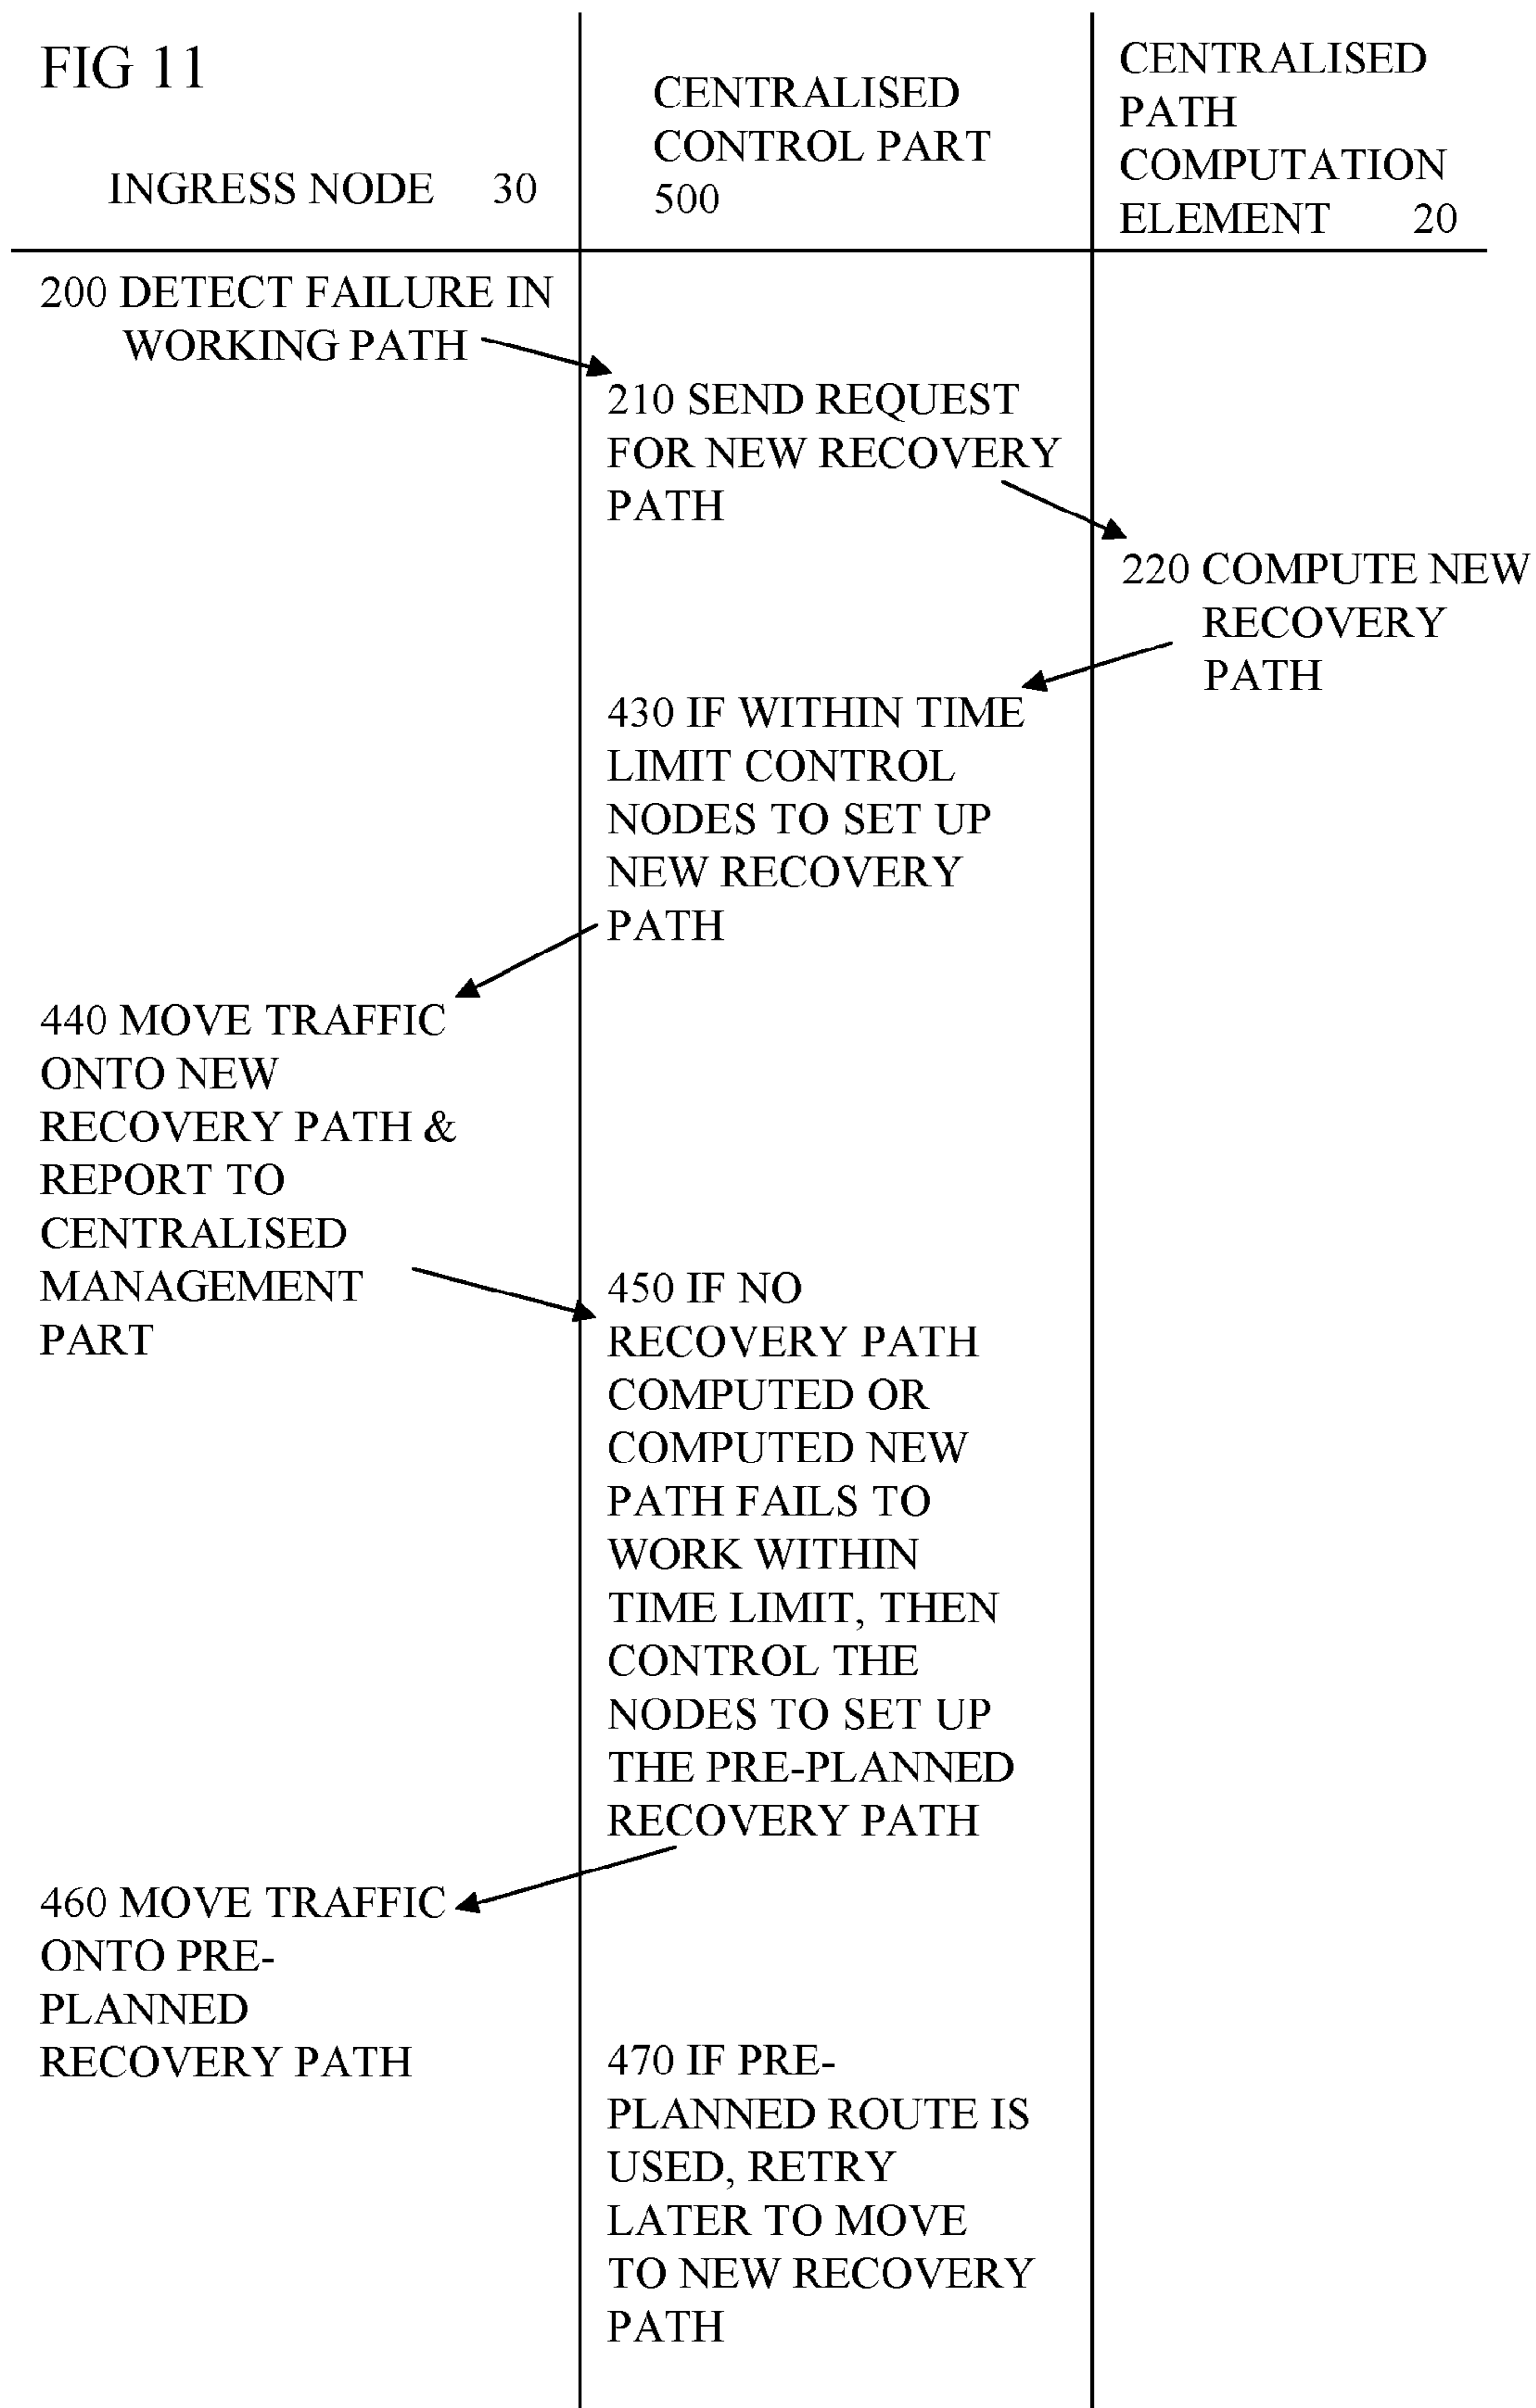 FIG 11
INGRESS NODE 30
CENTRALISED
CONTROL PART
500
CENTRALISED
PATH
COMPUTATION
ELEMENT 20
200 DETECT FAILURE IN
WORKING PATH
210 SEND REQUEST
FOR NEW RECOVERY
PATH
220 COMPUTE NEW
RECOVERY
PATH
430 IF WITHIN TIME
LIMIT CONTROL
NODES TO SET UP
NEW RECOVERY
PATH
440 MOVE TRAFFIC
ONTO NEW
RECOVERY PATH &
REPORT TO
CENTRALISED
MANAGEMENT
PART
450 IF NO
RECOVERY PATH
COMPUTED OR
COMPUTED NEW
PATH FAILS TO
WORK WITHIN
TIME LIMIT, THEN
CONTROL THE
NODES TO SET UP
THE PRE-PLANNED
RECOVERY PATH
460 MOVE TRAFFIC
ONTO PRE-
PLANNED
RECOVERY PATH
470 IF PRE-
PLANNED ROUTE IS
USED, RETRY
LATER TO MOVE
TO NEW RECOVERY
PATH